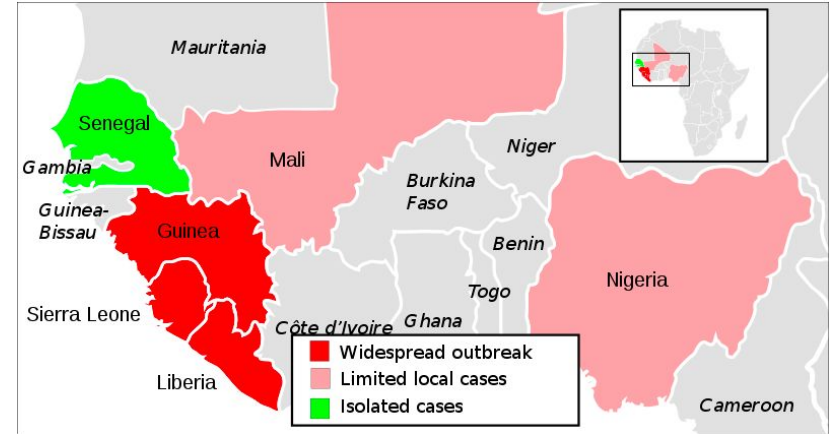 Mauritania
Senegal
Gambia
Guinea-
Bissau
Mali
Niger
Burkina
Faso
Guinea
Benin
Nigeria
Togo
Sierra Leone
Côte d'Ivoire
Ghana
Liberia
Cameroon
Widespread outbreak
Limited local cases
Isolated cases